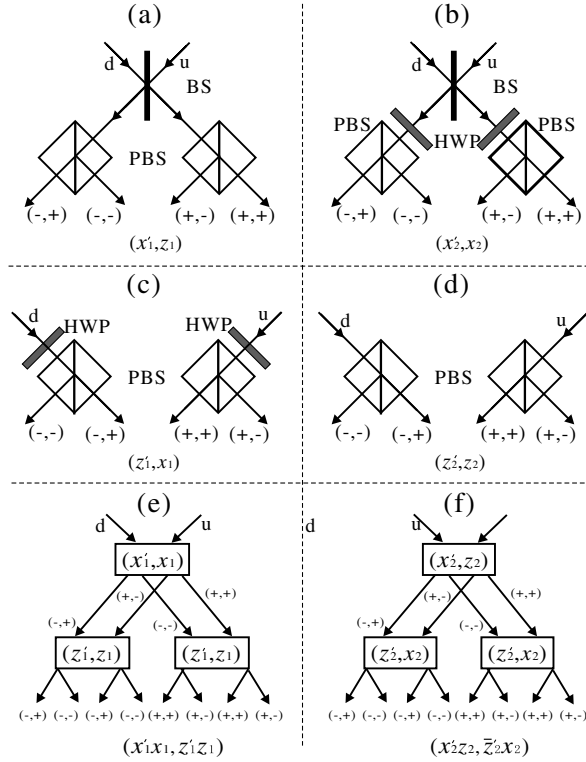 (a)
d u BS
PBS
(-,+) (-,-) (+,-) (+,+)
(x′1,z1)
(b)
d u BS
PBS HWP PBS
(-,+) (-,-) (+,-) (+,+)
(x′2,x2)
(c)
d HWP HWP u
PBS
(-,-) (-,+) (+,+) (+,-)
(z′1,x1)
(d)
d u
PBS
(-,-) (-,+) (+,+) (+,-)
(z′2,z2)
(e)
d u
(x′1,x1)
(-,+) (+,-) (-,-) (+,+)
(z′1,z1) (z′1,z1)
(-,+) (-,-) (-,+) (-,-) (+,+) (+,-) (+,+) (+,-)
(x′1x1,z′1z1)
(f)
d u
(x′2,z2)
(-,+) (+,-) (-,-) (+,+)
(z′2,x2) (z′2,x2)
(-,+) (-,-) (-,+) (-,-) (+,+) (+,-) (+,+) (+,-)
(x′2z2,z̄′2x2)